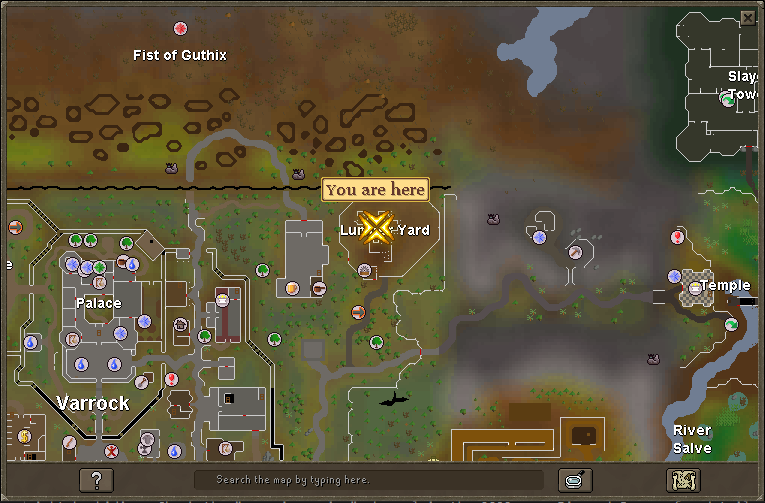 Fist of Guthix
Slay
Tow
You are here
Lum Yard
e
Palace
Temple
Varrock
River
Salve
?
Search the map by typing here.